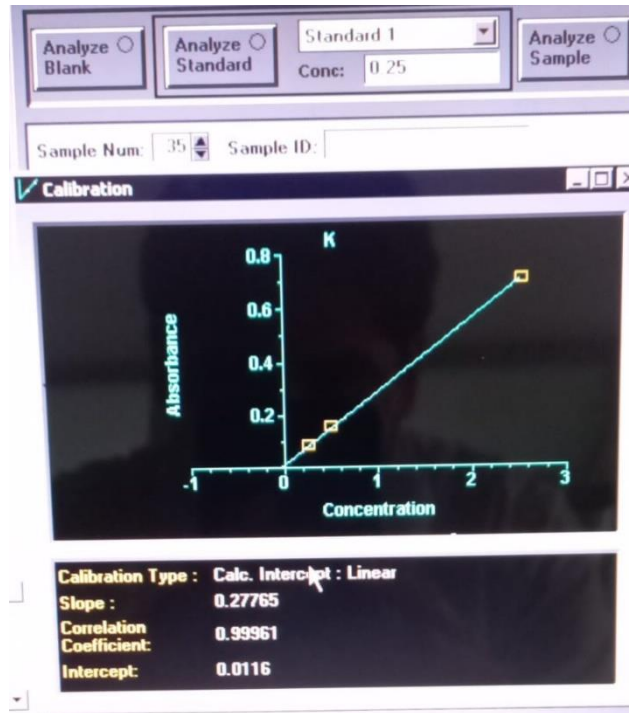 Analyze
Blank
Analyze
Standard
Standard 1
Conc: 0.25
Analyze
Sample
Sample Num: 35 Sample ID:
Calibration
K
0.8
0.6
0.4
0.2
Absorbance
-1 0 1 2 3
Concentration
Calibration Type : Calc. Intercept : Linear
Slope : 0.27765
Correlation
Coefficient: 0.99961
Intercept: 0.0116